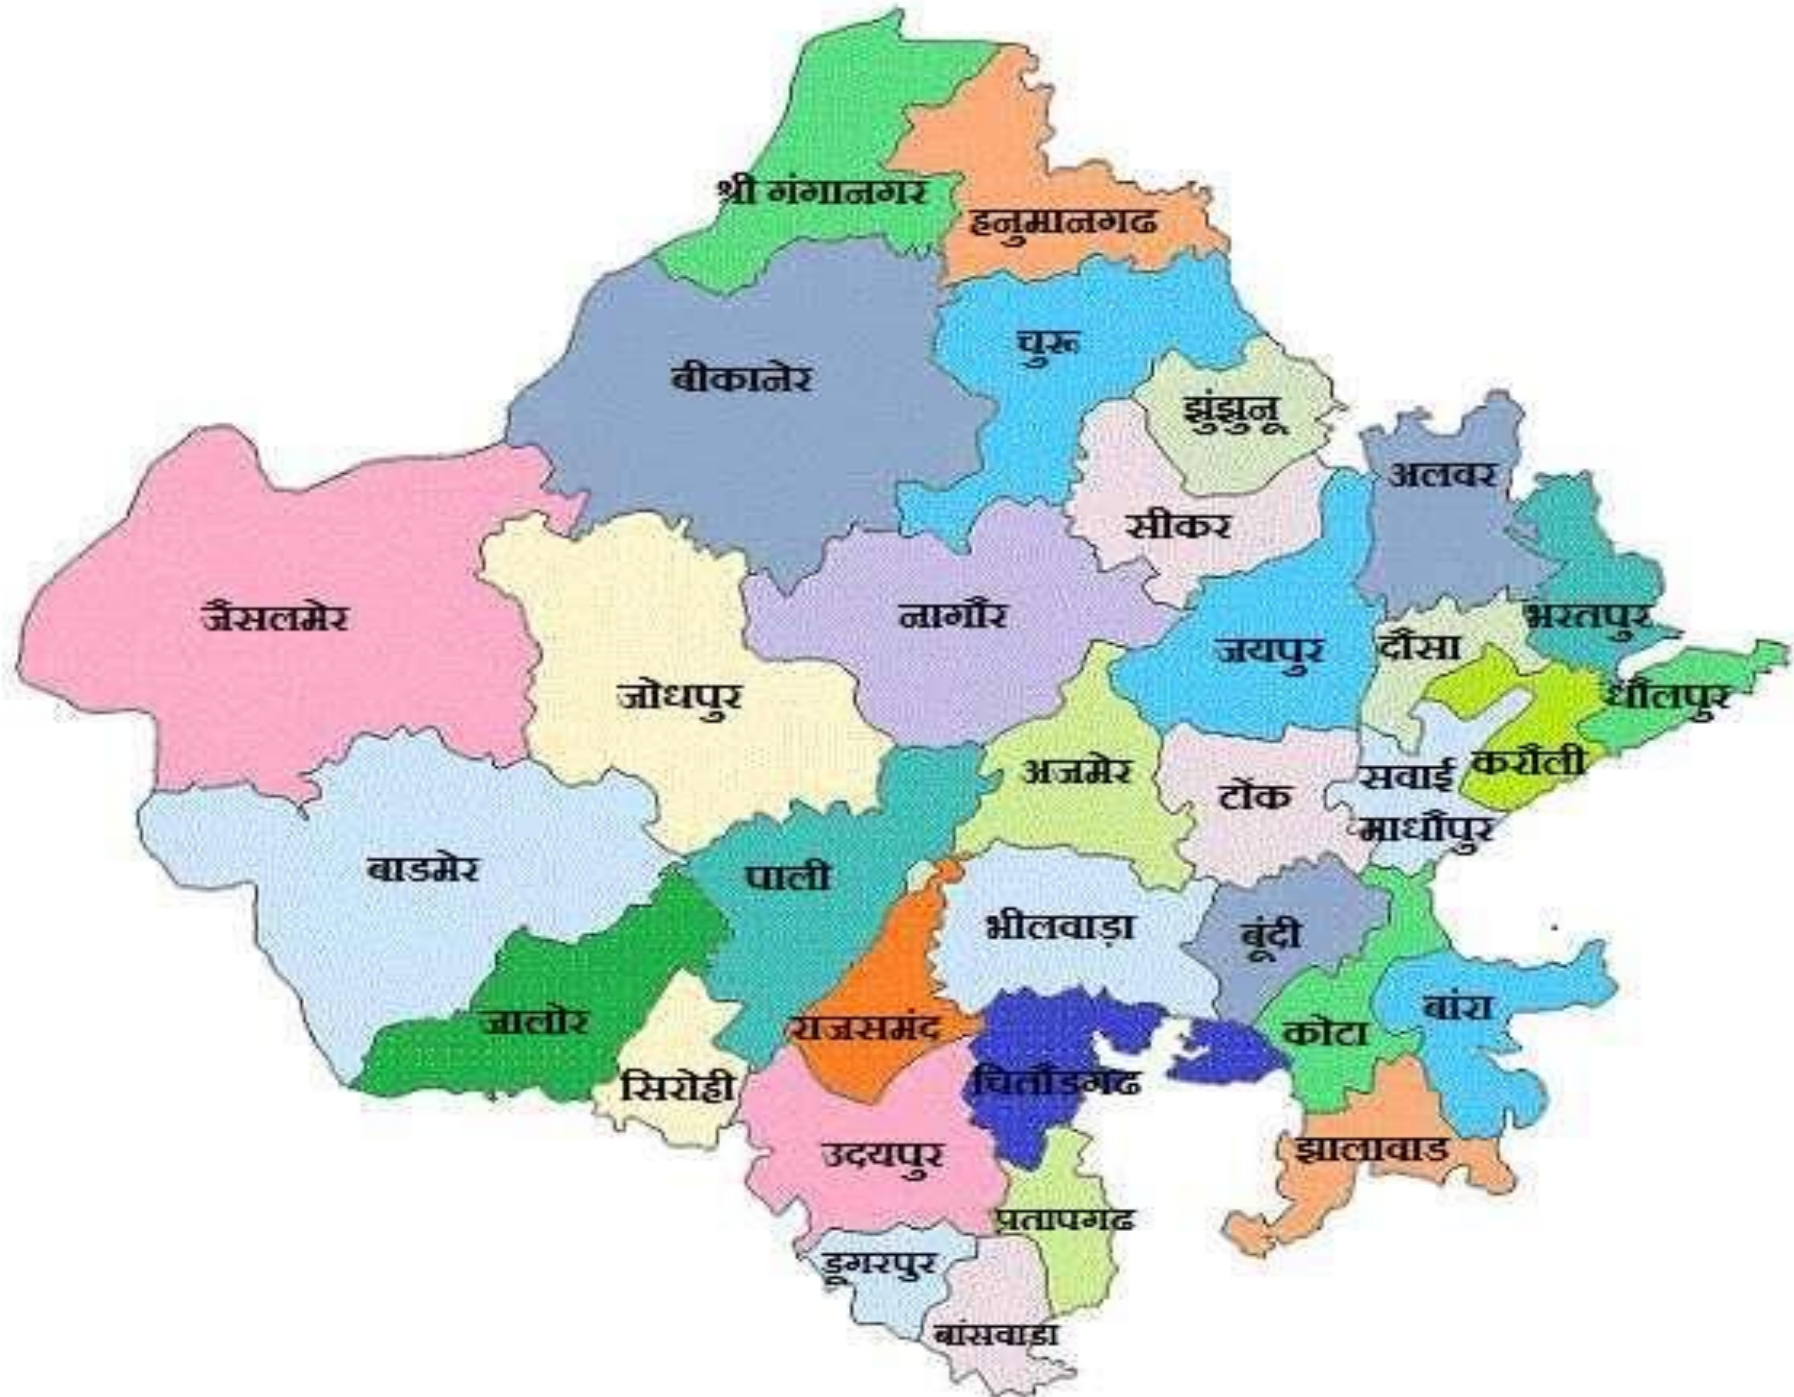 श्री गंगानगर
हनुमानगढ
चुरू
बीकानेर
झुंझुनू
अलवर
सीकर
जैसलमेर
नागौर
भरतपुर
जयपुर
दौसा
जोधपुर
धौलपुर
अजमेर
टोंक
सवाई
माधौपुर
करौली
बाडमेर
पाली
भीलवाड़ा
बूंदी
जालोर
राजसमंद
कोटा
बांरा
सिरोही
चितौडगढ
उदयपुर
झालावाड
प्रतापगढ
डूगरपुर
बांसवाडा